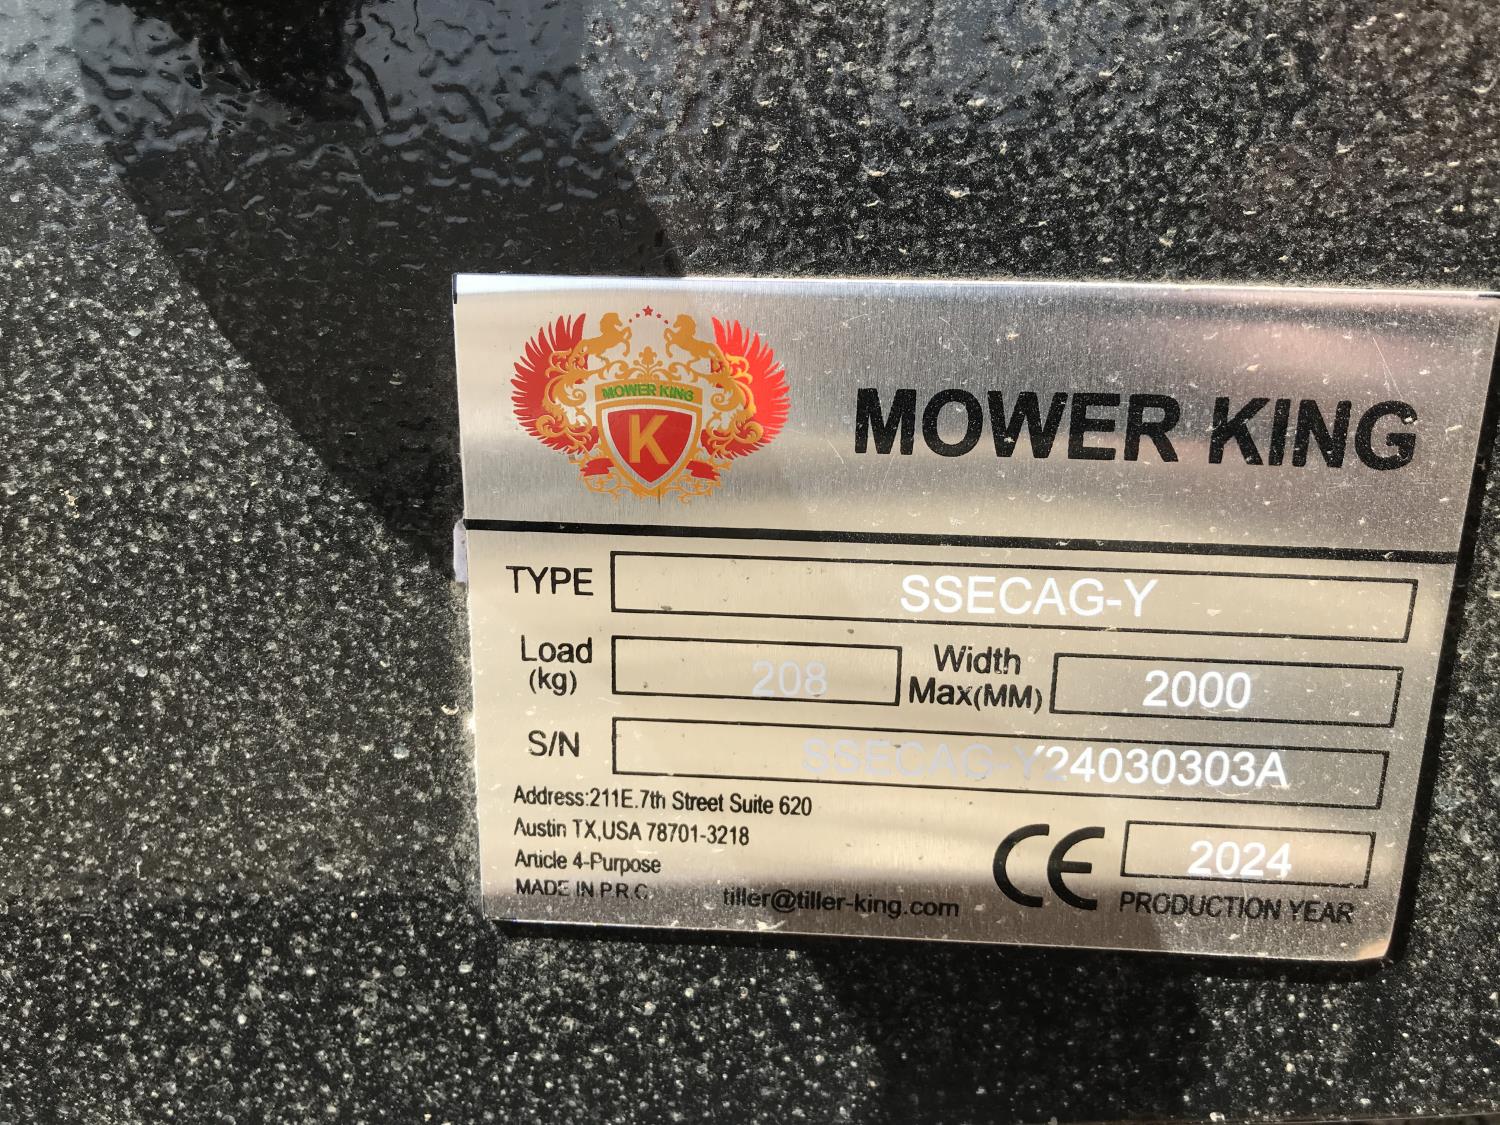 MOWER KING
K
MOWER KING
TYPE SSECAG-Y
Load (kg) 208 Width Max(MM) 2000
S/N SSECAG-Y24030303A
Address:211E.7th Street Suite 620
Austin TX,USA 78701-3218
Article 4-Purpose
MADE IN P.R.C
tiller@tiller-king.com
CE 2024
PRODUCTION YEAR